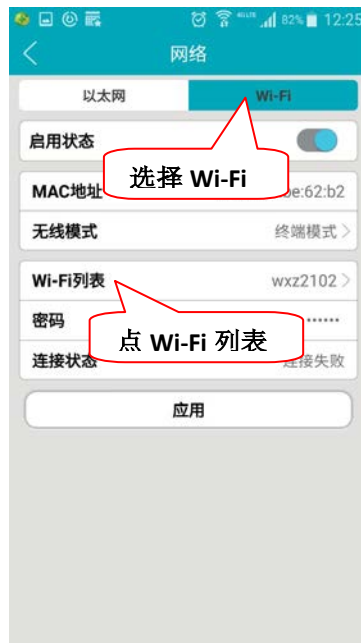 4G LTE 82% 12:25
网络
以太网 Wi-Fi
启用状态
选择 Wi-Fi
MAC地址 be:62:b2
无线模式 终端模式
Wi-Fi列表 wxz2102
密码 ······
点 Wi-Fi 列表
连接状态 连接失败
应用